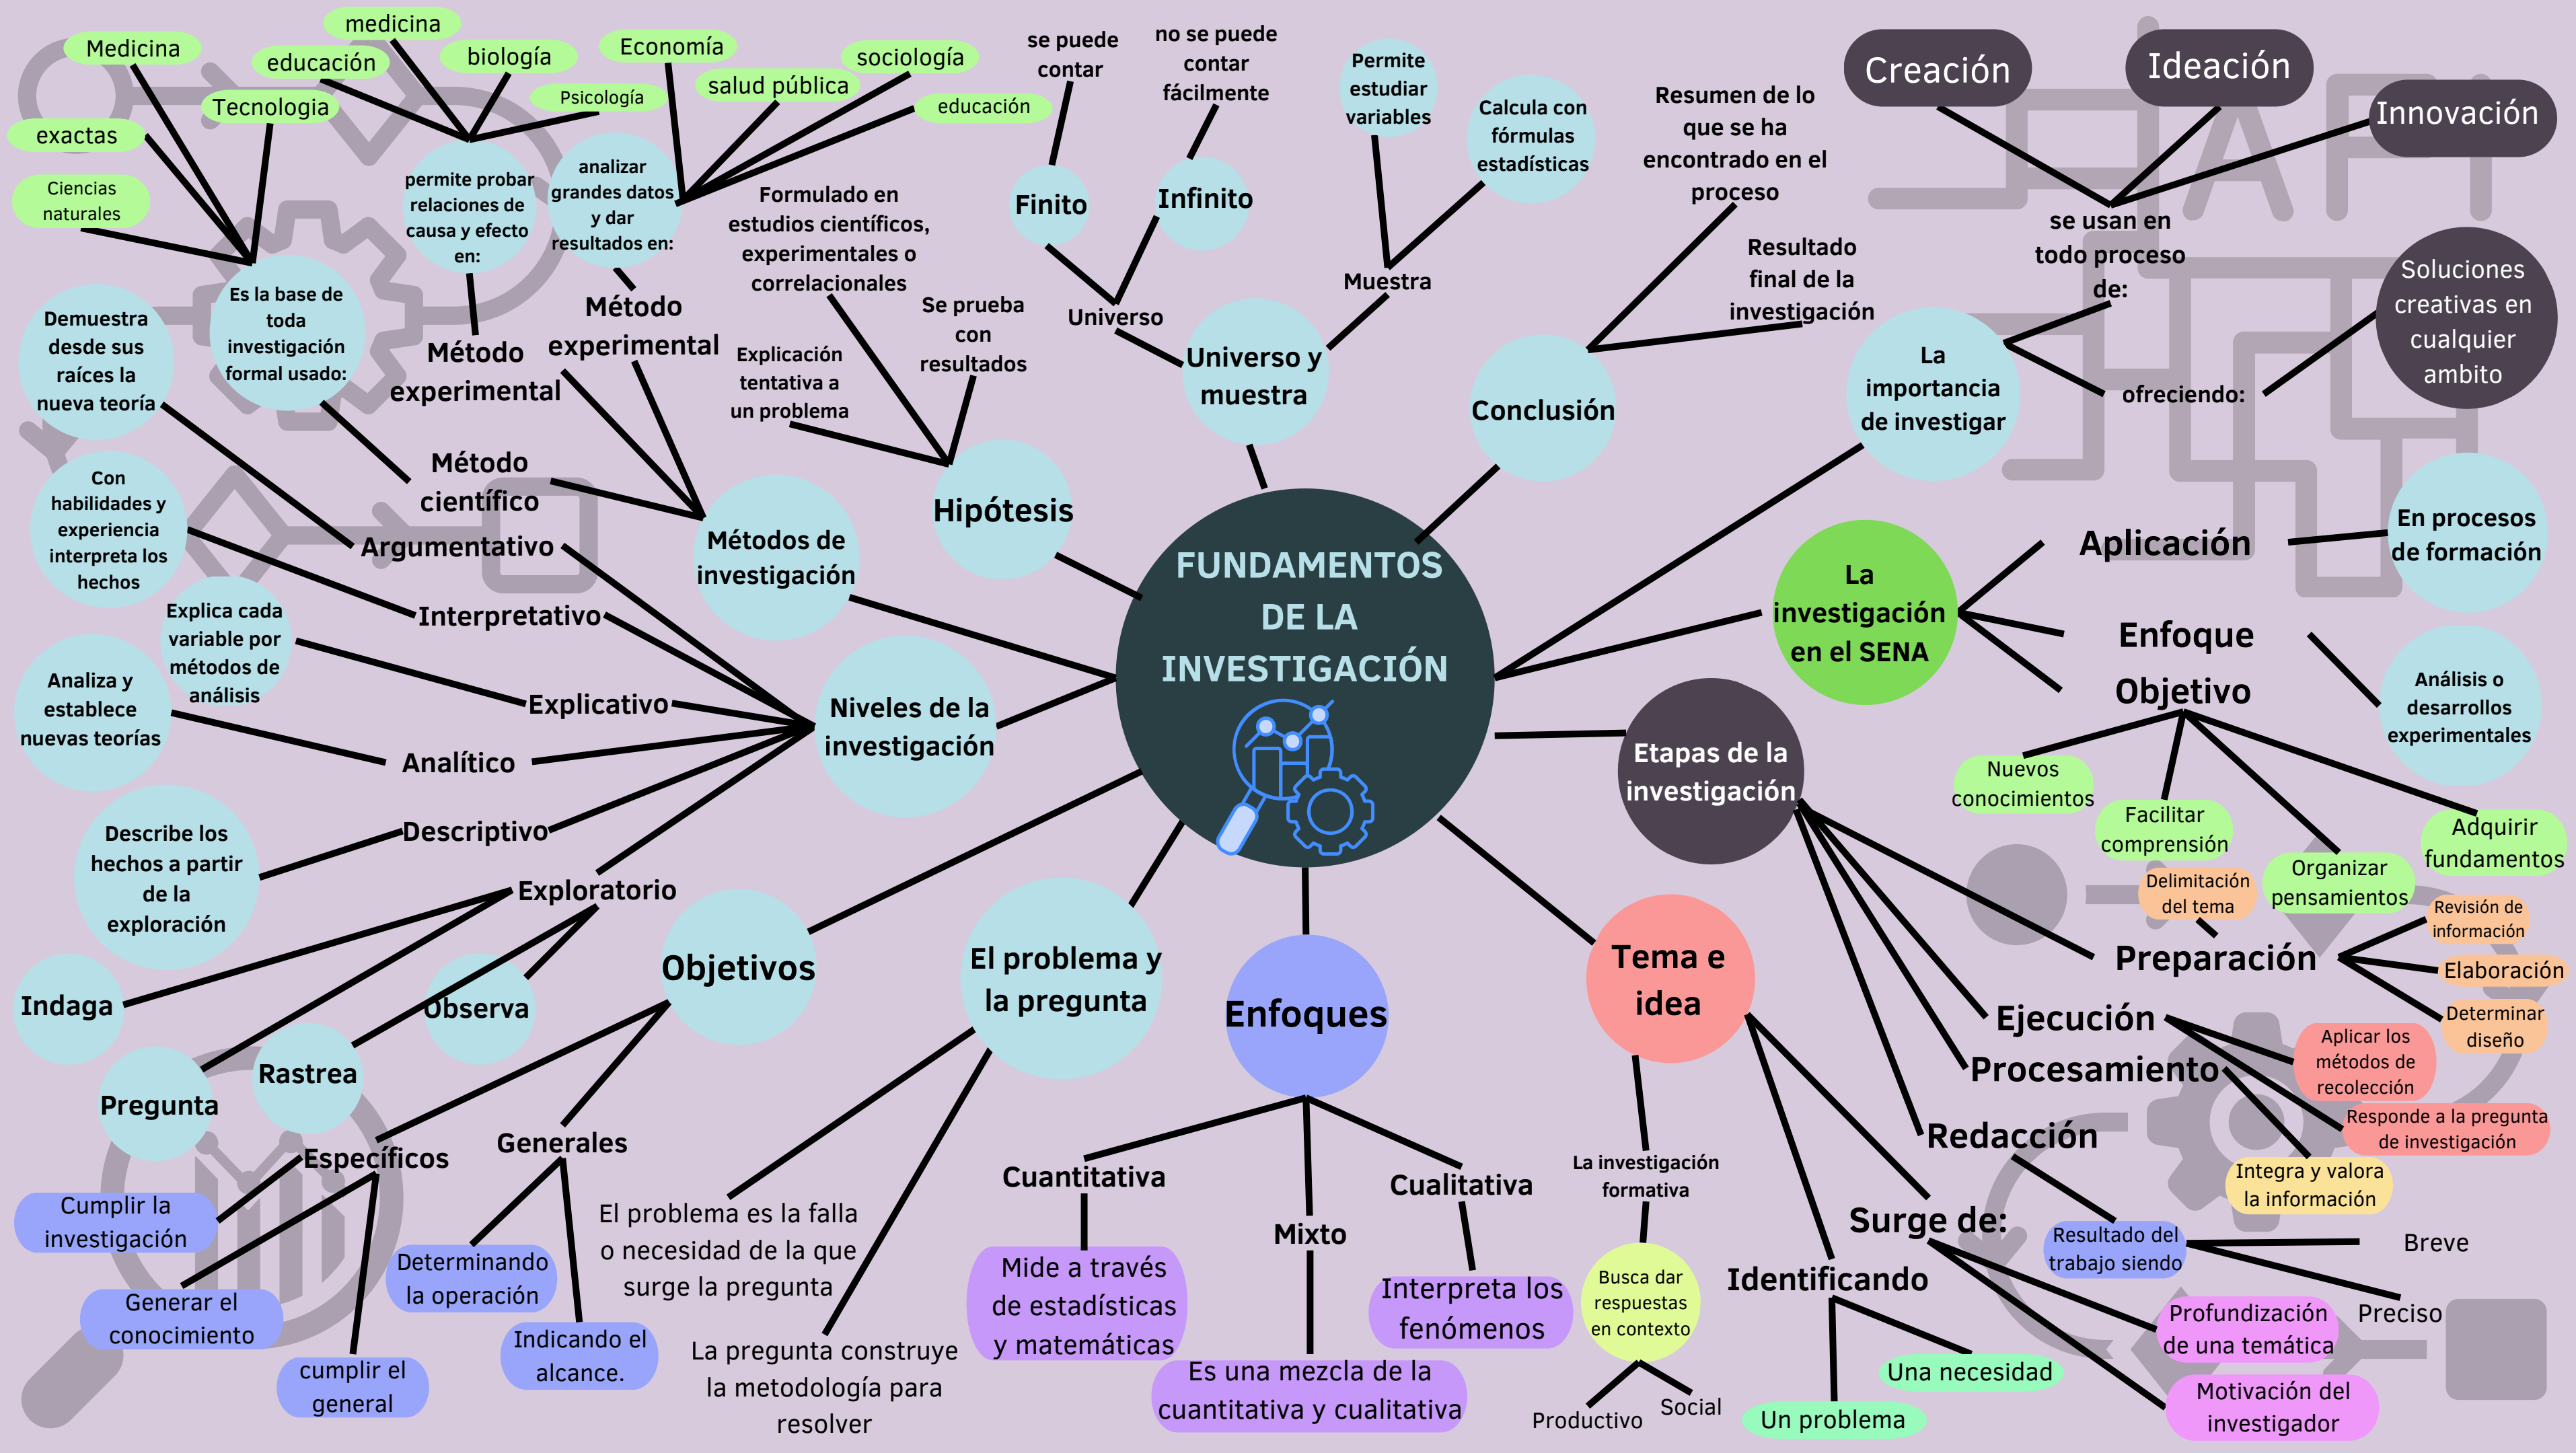 FUNDAMENTOS
DE LA
INVESTIGACIÓN
Métodos de
investigación
Método
científico
Es la base de
toda
investigación
formal usado:
Ciencias
naturales
exactas
Medicina
Tecnologia
Método
experimental
permite probar
relaciones de
causa y efecto
en:
educación
medicina
biología
Psicología
Método
experimental
analizar
grandes datos
y dar
resultados en:
Economía
salud pública
sociología
educación
Hipótesis
Explicación
tentativa a
un problema
Formulado en
estudios científicos,
experimentales o
correlacionales
Se prueba
con
resultados
Universo y
muestra
Universo
Finito
se puede
contar
Infinito
no se puede
contar
fácilmente
Muestra
Permite
estudiar
variables
Calcula con
fórmulas
estadísticas
Conclusión
Resumen de lo
que se ha
encontrado en el
proceso
Resultado
final de la
investigación
La
importancia
de investigar
se usan en
todo proceso
de:
Creación
Ideación
Innovación
ofreciendo:
Soluciones
creativas en
cualquier
ambito
La
investigación
en el SENA
Aplicación
En procesos
de formación
Enfoque
Análisis o
desarrollos
experimentales
Objetivo
Nuevos
conocimientos
Facilitar
comprensión
Organizar
pensamientos
Adquirir
fundamentos
Etapas de la
investigación
Preparación
Delimitación
del tema
Revisión de
información
Elaboración
Determinar
diseño
Ejecución
Aplicar los
métodos de
recolección
Responde a la pregunta
de investigación
Procesamiento
Integra y valora
la información
Redacción
Resultado del
trabajo siendo
Breve
Preciso
Tema e
idea
La investigación
formativa
Busca dar
respuestas
en contexto
Productivo
Social
Identificando
Una necesidad
Un problema
Surge de:
Profundización
de una temática
Motivación del
investigador
Enfoques
Cuantitativa
Mide a través
de estadísticas
y matemáticas
Mixto
Es una mezcla de la
cuantitativa y cualitativa
Cualitativa
Interpreta los
fenómenos
El problema y
la pregunta
El problema es la falla
o necesidad de la que
surge la pregunta
La pregunta construye
la metodología para
resolver
Objetivos
Generales
Determinando
la operación
Indicando el
alcance.
Específicos
Cumplir la
investigación
Generar el
conocimiento
cumplir el
general
Niveles de la
investigación
Argumentativo
Demuestra
desde sus
raíces la
nueva teoría
Interpretativo
Con
habilidades y
experiencia
interpreta los
hechos
Explicativo
Explica cada
variable por
métodos de
análisis
Analítico
Analiza y
establece
nuevas teorías
Descriptivo
Describe los
hechos a partir
de la
exploración
Exploratorio
Indaga
Pregunta
Rastrea
Observa